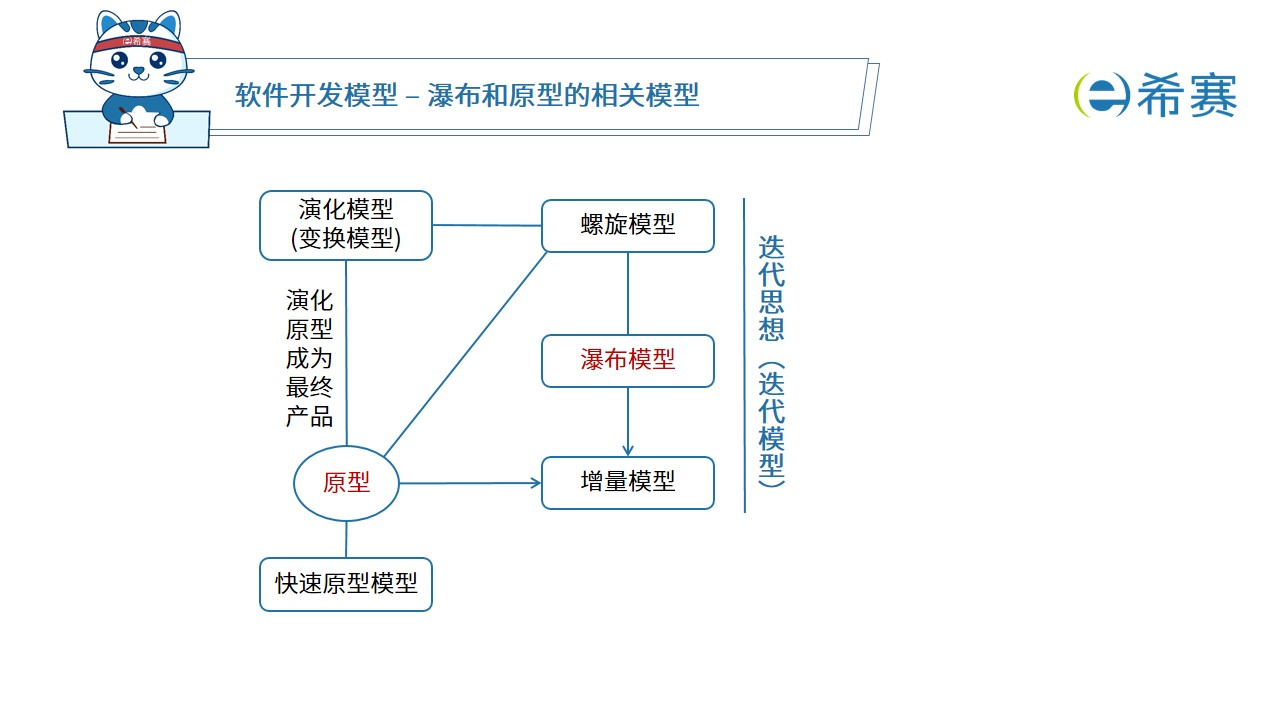 希赛
软件开发模型 – 瀑布和原型的相关模型
希赛
演化模型
(变换模型)
螺旋模型
演化
原型
成为
最终
产品
瀑布模型
原型
增量模型
快速原型模型
迭代思想（迭代模型）